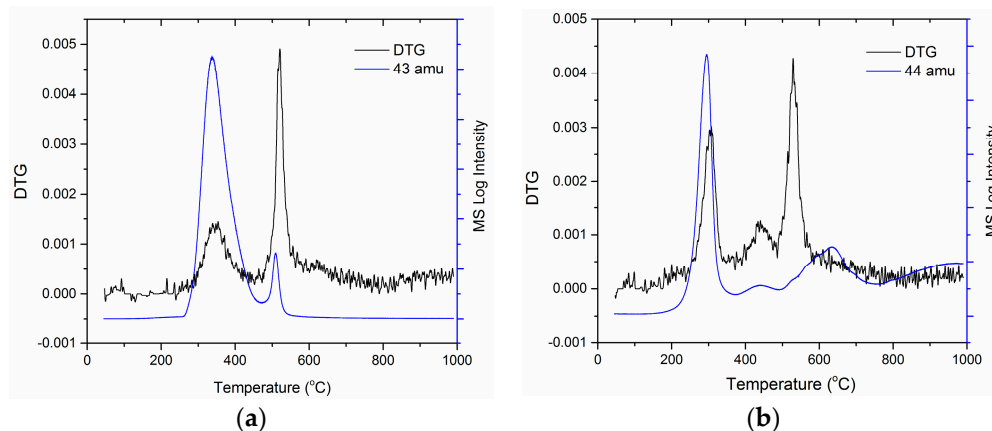 0.005
0.004
0.003
0.002
0.001
0.000
-0.001
DTG
0 200 400 600 800 1000
Temperature (°C)
MS Log Intensity
DTG
43 amu
(a)
0.005
0.004
0.003
0.002
0.001
0.000
-0.001
DTG
0 200 400 600 800 1000
Temperature (°C)
MS Log Intensity
DTG
44 amu
(b)